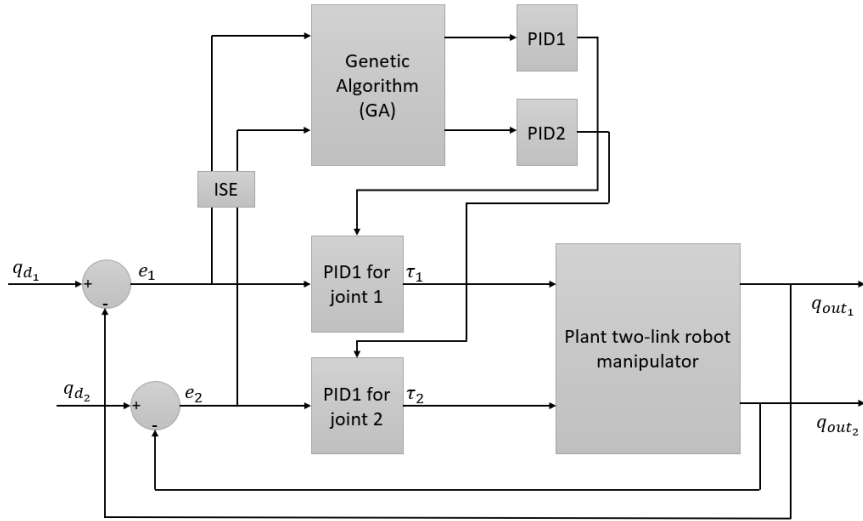 Genetic
Algorithm
(GA)
PID1
PID2
ISE
q_{d_1}
+
-
e_1
PID1 for
joint 1
τ_1
Plant two-link robot
manipulator
q_{out_1}
q_{d_2}
+
-
e_2
PID1 for
joint 2
τ_2
q_{out_2}